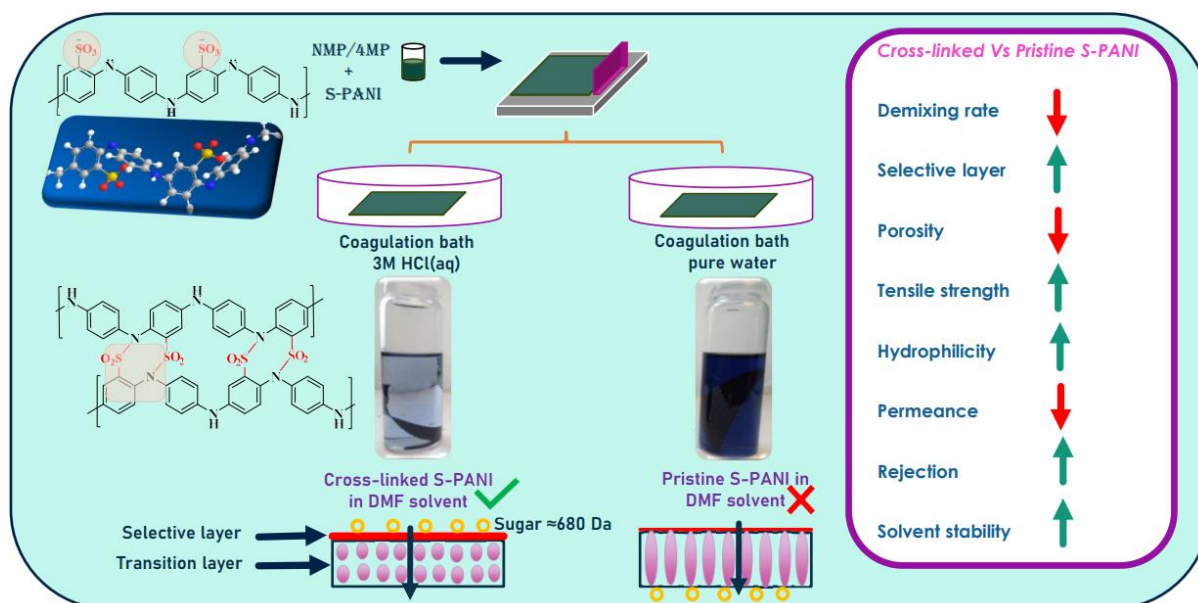 SO₃⁻
SO₃⁻
N
N
N
H
N
H
NMP/4MP
+
S-PANI
Coagulation bath
3M HCl(aq)
Coagulation bath
pure water
H
N
H
N
N
N
O₂S
SO₂
O₂S
SO₂
N
N
N
H
N
H
Cross-linked S-PANI
in DMF solvent
Pristine S-PANI in
DMF solvent
Sugar ≈680 Da
Selective layer
Transition layer
Cross-linked Vs Pristine S-PANI
Demixing rate
Selective layer
Porosity
Tensile strength
Hydrophilicity
Permeance
Rejection
Solvent stability